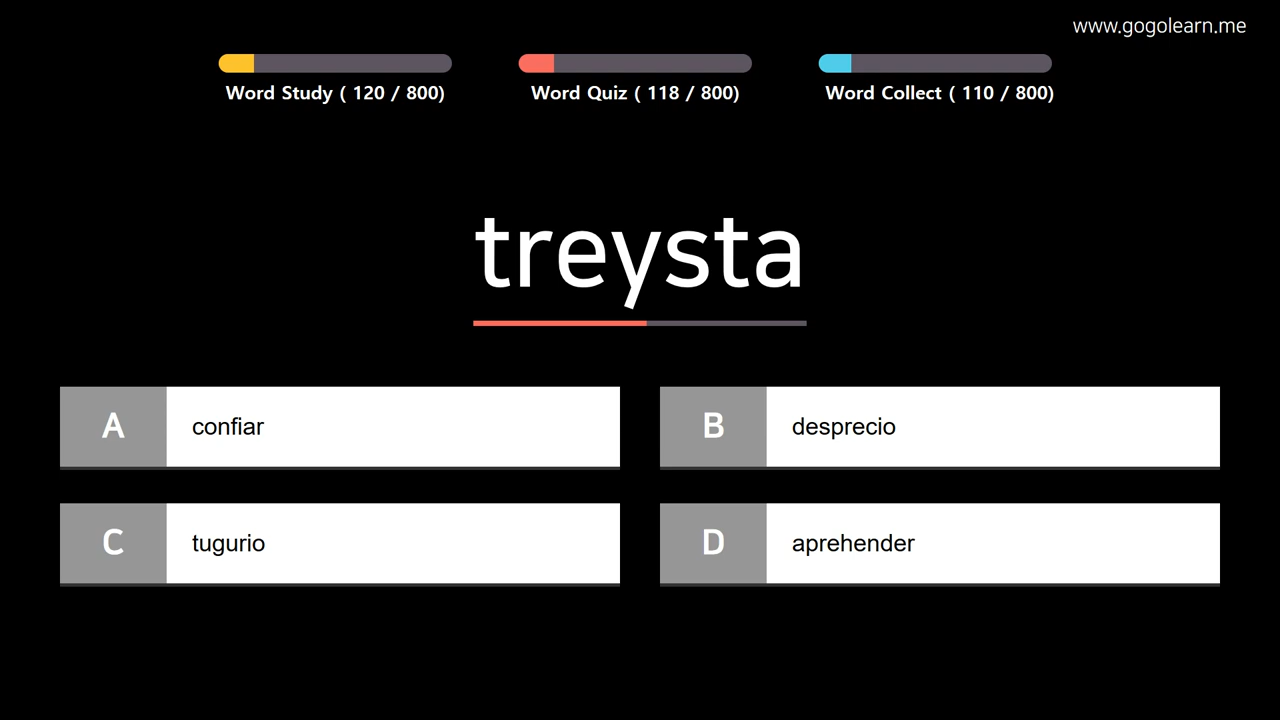 www.gogolearn.me
Word Study ( 120 / 800)
Word Quiz ( 118 / 800)
Word Collect ( 110 / 800)
treysta
A confiar
B desprecio
C tugurio
D aprehender